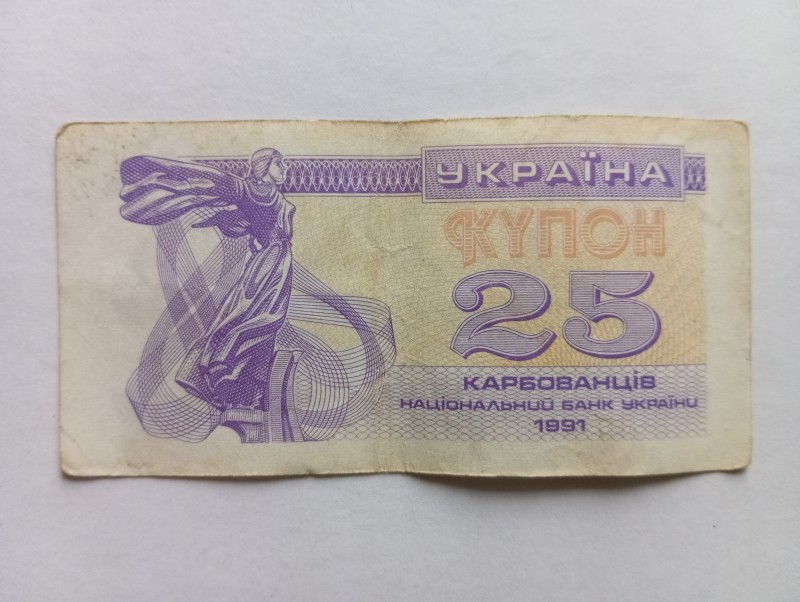 УКРАЇНА
КУПОН
25
КАРБОВАНЦІВ
НАЦІОНАЛЬНИЙ БАНК УКРАЇНИ
1991